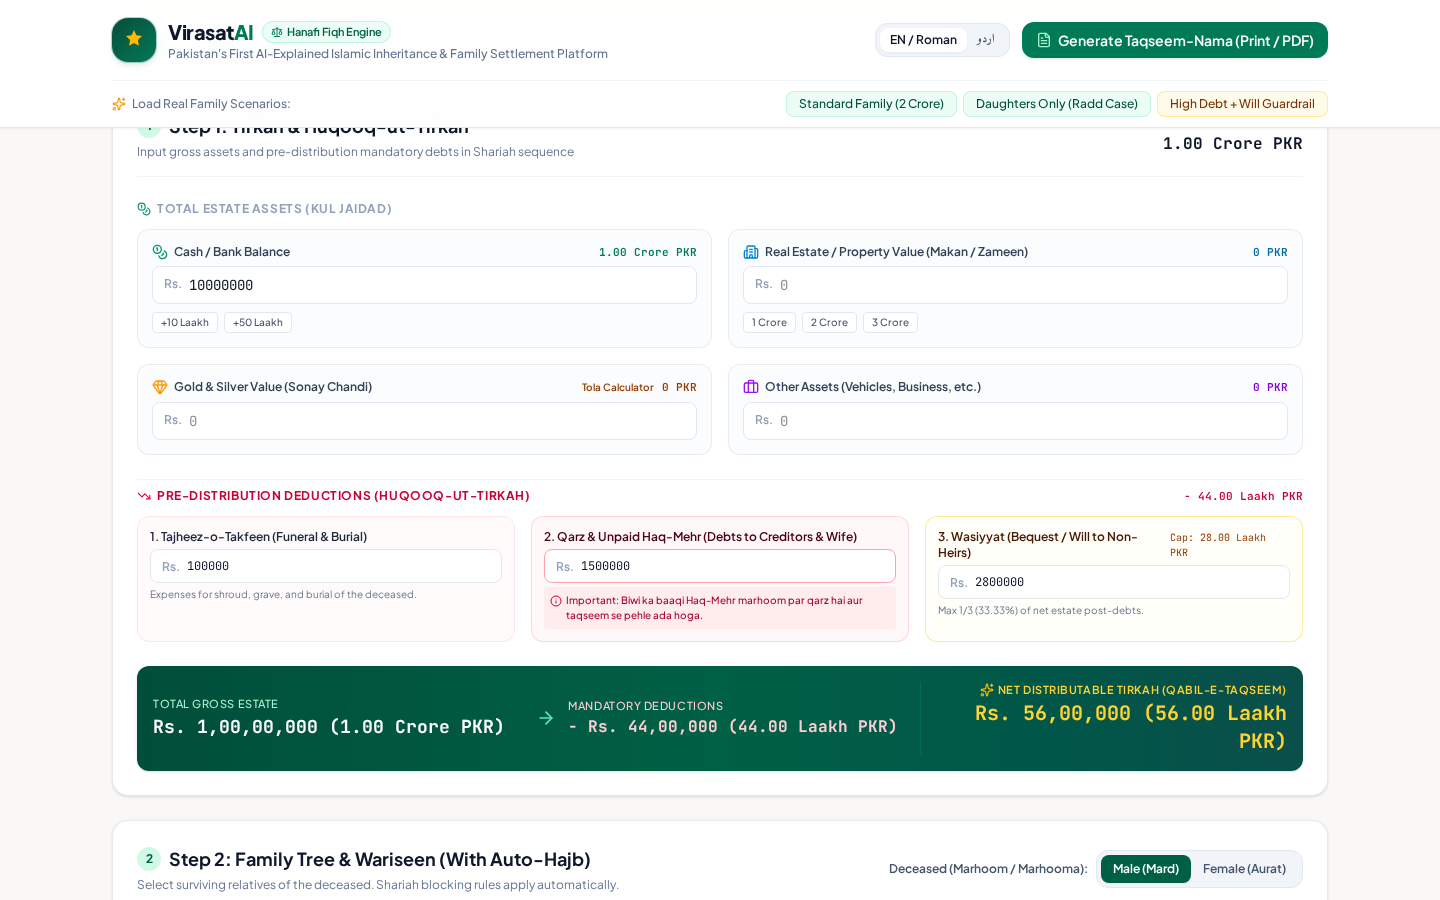 VirasatAI
Hanafi Fiqh Engine
Pakistan's First AI-Explained Islamic Inheritance & Family Settlement Platform
EN / Roman
اردو
Generate Taqseem-Nama (Print / PDF)
Load Real Family Scenarios:
Standard Family (2 Crore)
Daughters Only (Radd Case)
High Debt + Will Guardrail
Step 1: Tirkah & Huqooq-ut-Tirkah
Input gross assets and pre-distribution mandatory debts in Shariah sequence
1.00 Crore PKR
TOTAL ESTATE ASSETS (KUL JAIDAD)
Cash / Bank Balance
1.00 Crore PKR
Rs. 10000000
+10 Laakh
+50 Laakh
Real Estate / Property Value (Makan / Zameen)
0 PKR
Rs. 0
1 Crore
2 Crore
3 Crore
Gold & Silver Value (Sonay Chandi)
Tola Calculator
0 PKR
Rs. 0
Other Assets (Vehicles, Business, etc.)
0 PKR
Rs. 0
PRE-DISTRIBUTION DEDUCTIONS (HUQOOQ-UT-TIRKAH)
- 44.00 Laakh PKR
1. Tajheez-o-Takfeen (Funeral & Burial)
Rs. 100000
Expenses for shroud, grave, and burial of the deceased.
2. Qarz & Unpaid Haq-Mehr (Debts to Creditors & Wife)
Rs. 1500000
Important: Biwi ka baaqi Haq-Mehr marhoom par qarz hai aur
taqseem se pehle ada hoga.
3. Wasiyyat (Bequest / Will to Non-
Heirs)
Cap: 28.00 Laakh
PKR
Rs. 2800000
Max 1/3 (33.33%) of net estate post-debts.
TOTAL GROSS ESTATE
Rs. 1,00,00,000 (1.00 Crore PKR)
MANDATORY DEDUCTIONS
- Rs. 44,00,000 (44.00 Laakh PKR)
NET DISTRIBUTABLE TIRKAH (QABIL-E-TAQSEEM)
Rs. 56,00,000 (56.00 Laakh
PKR)
2
Step 2: Family Tree & Wariseen (With Auto-Hajb)
Select surviving relatives of the deceased. Shariah blocking rules apply automatically.
Deceased (Marhoom / Marhooma):
Male (Mard)
Female (Aurat)